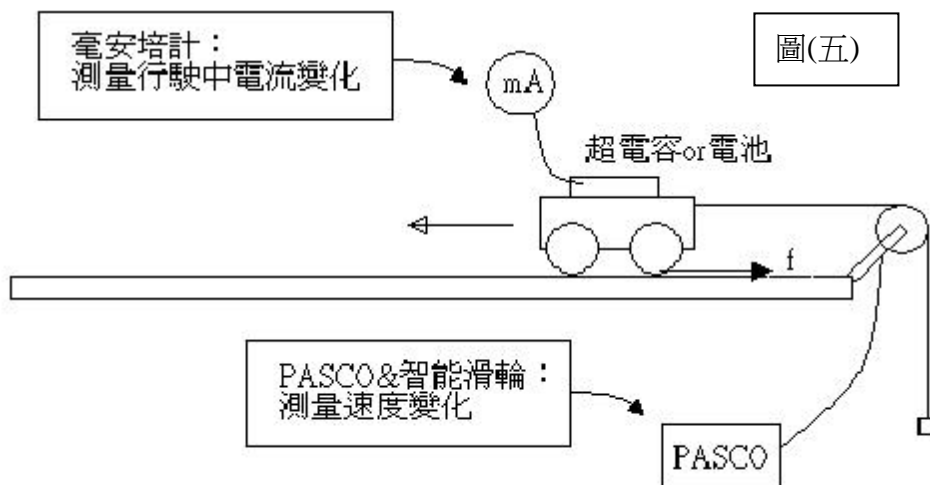 毫安培計：
測量行駛中電流變化
mA
圖(五)
超電容or電池
f
PASCO&智能滑輪：
測量速度變化
PASCO